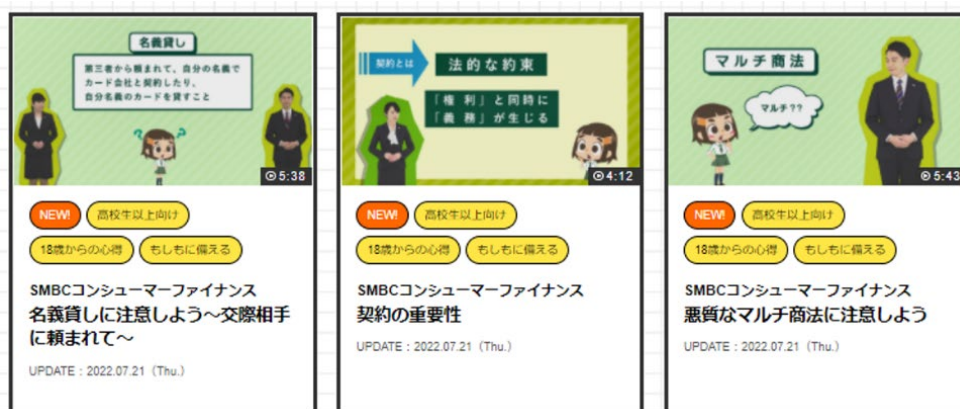 名義貸し
第三者から頼まれて、自分の名義で
カード会社と契約したり、
自分名義のカードを貸すこと
5:38
NEW!
高校生以上向け
18歳からの心得
もしもに備える
SMBCコンシューマーファイナンス
名義貸しに注意しよう～交際相手
に頼まれて～
UPDATE：2022.07.21（Thu.）
契約とは
法的な約束
「権利」と同時に
「義務」が生じる
4:12
NEW!
高校生以上向け
18歳からの心得
もしもに備える
SMBCコンシューマーファイナンス
契約の重要性
UPDATE：2022.07.21（Thu.）
マルチ商法
マルチ??
5:43
NEW!
高校生以上向け
18歳からの心得
もしもに備える
SMBCコンシューマーファイナンス
悪質なマルチ商法に注意しよう
UPDATE：2022.07.21（Thu.）